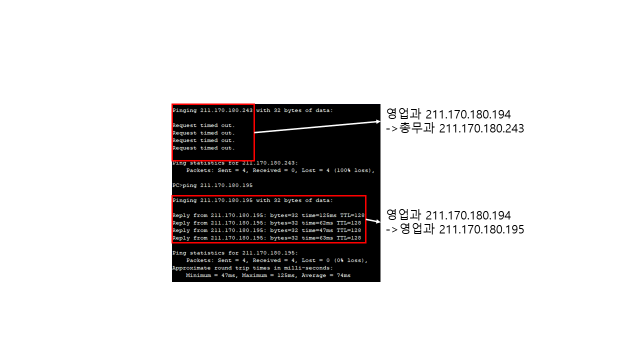 Pinging 211.170.180.243 with 32 bytes of data:
Request timed out.
Request timed out.
Request timed out.
Request timed out.
Ping statistics for 211.170.180.243:
Packets: Sent = 4, Received = 0, Lost = 4 (100% loss),
PC>ping 211.170.180.195
Pinging 211.170.180.195 with 32 bytes of data:
Reply from 211.170.180.195: bytes=32 time=125ms TTL=128
Reply from 211.170.180.195: bytes=32 time=62ms TTL=128
Reply from 211.170.180.195: bytes=32 time=47ms TTL=128
Reply from 211.170.180.195: bytes=32 time=63ms TTL=128
Ping statistics for 211.170.180.195:
Packets: Sent = 4, Received = 4, Lost = 0 (0% loss),
Approximate round trip times in milli-seconds:
Minimum = 47ms, Maximum = 125ms, Average = 74ms
영업과 211.170.180.194
->총무과 211.170.180.243
영업과 211.170.180.194
->영업과 211.170.180.195